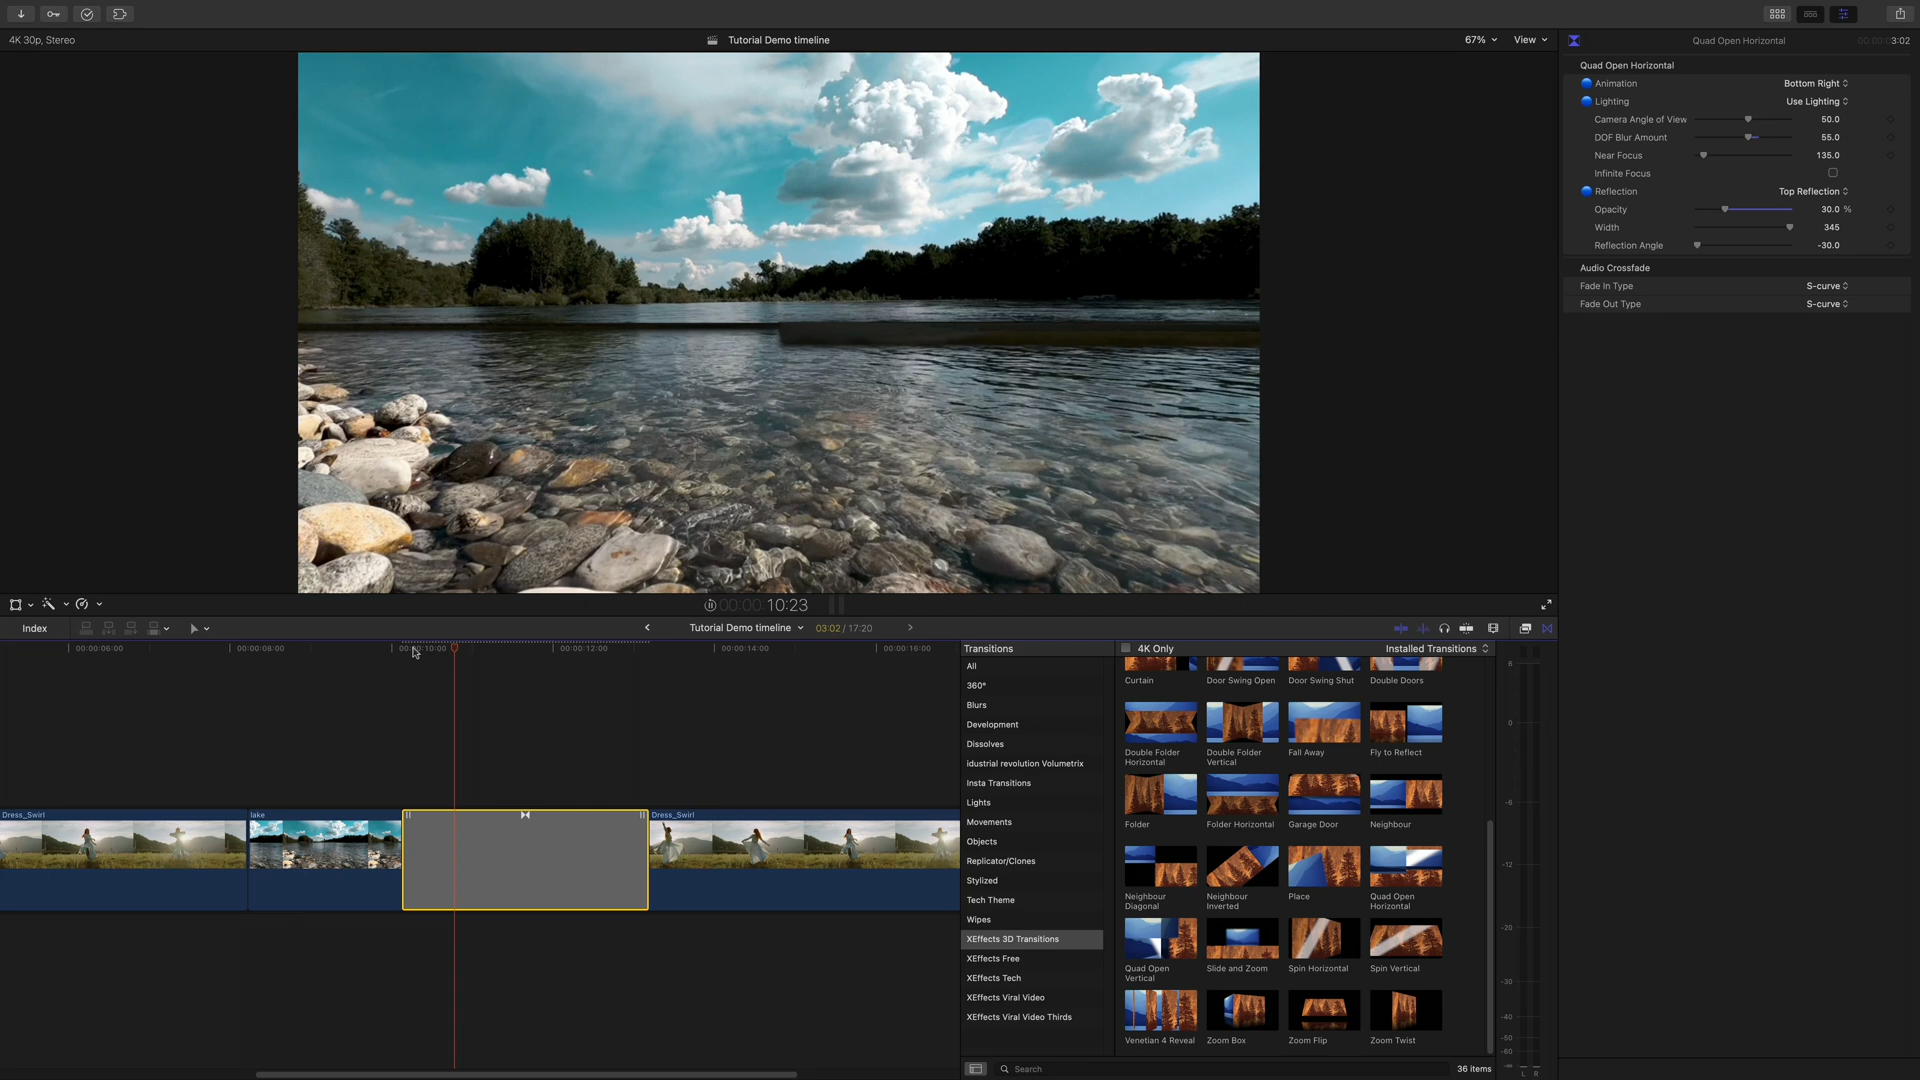 4K 30p, Stereo
Tutorial Demo timeline
67%
View
Quad Open Horizontal
00:00:03:02
Quad Open Horizontal
Animation
Bottom Right
Lighting
Use Lighting
Camera Angle of View
50.0
DOF Blur Amount
55.0
Near Focus
135.0
Infinite Focus
Reflection
Top Reflection
Opacity
30.0 %
Width
345
Reflection Angle
-30.0
Audio Crossfade
Fade In Type
S-curve
Fade Out Type
S-curve
00:00:10:23
Index
Tutorial Demo timeline
03:02 / 17:20
00:00:06:00
00:00:08:00
00:00:10:00
00:00:12:00
00:00:14:00
00:00:16:00
Dress_Swirl
lake
Dress_Swirl
Transitions
All
360°
Blurs
Development
Dissolves
idustrial revolution Volumetrix
Insta Transitions
Lights
Movements
Objects
Replicator/Clones
Stylized
Tech Theme
Wipes
XEffects 3D Transitions
XEffects Free
XEffects Tech
XEffects Viral Video
XEffects Viral Video Thirds
4K Only
Installed Transitions
Curtain
Door Swing Open
Door Swing Shut
Double Doors
Double Folder Horizontal
Double Folder Vertical
Fall Away
Fly to Reflect
Folder
Folder Horizontal
Garage Door
Neighbour
Neighbour Diagonal
Neighbour Inverted
Place
Quad Open Horizontal
Quad Open Vertical
Slide and Zoom
Spin Horizontal
Spin Vertical
Venetian 4 Reveal
Zoom Box
Zoom Flip
Zoom Twist
Search
36 items
6
0
-6
-12
-20
-30
-40
-50
-60
-∞
L
R